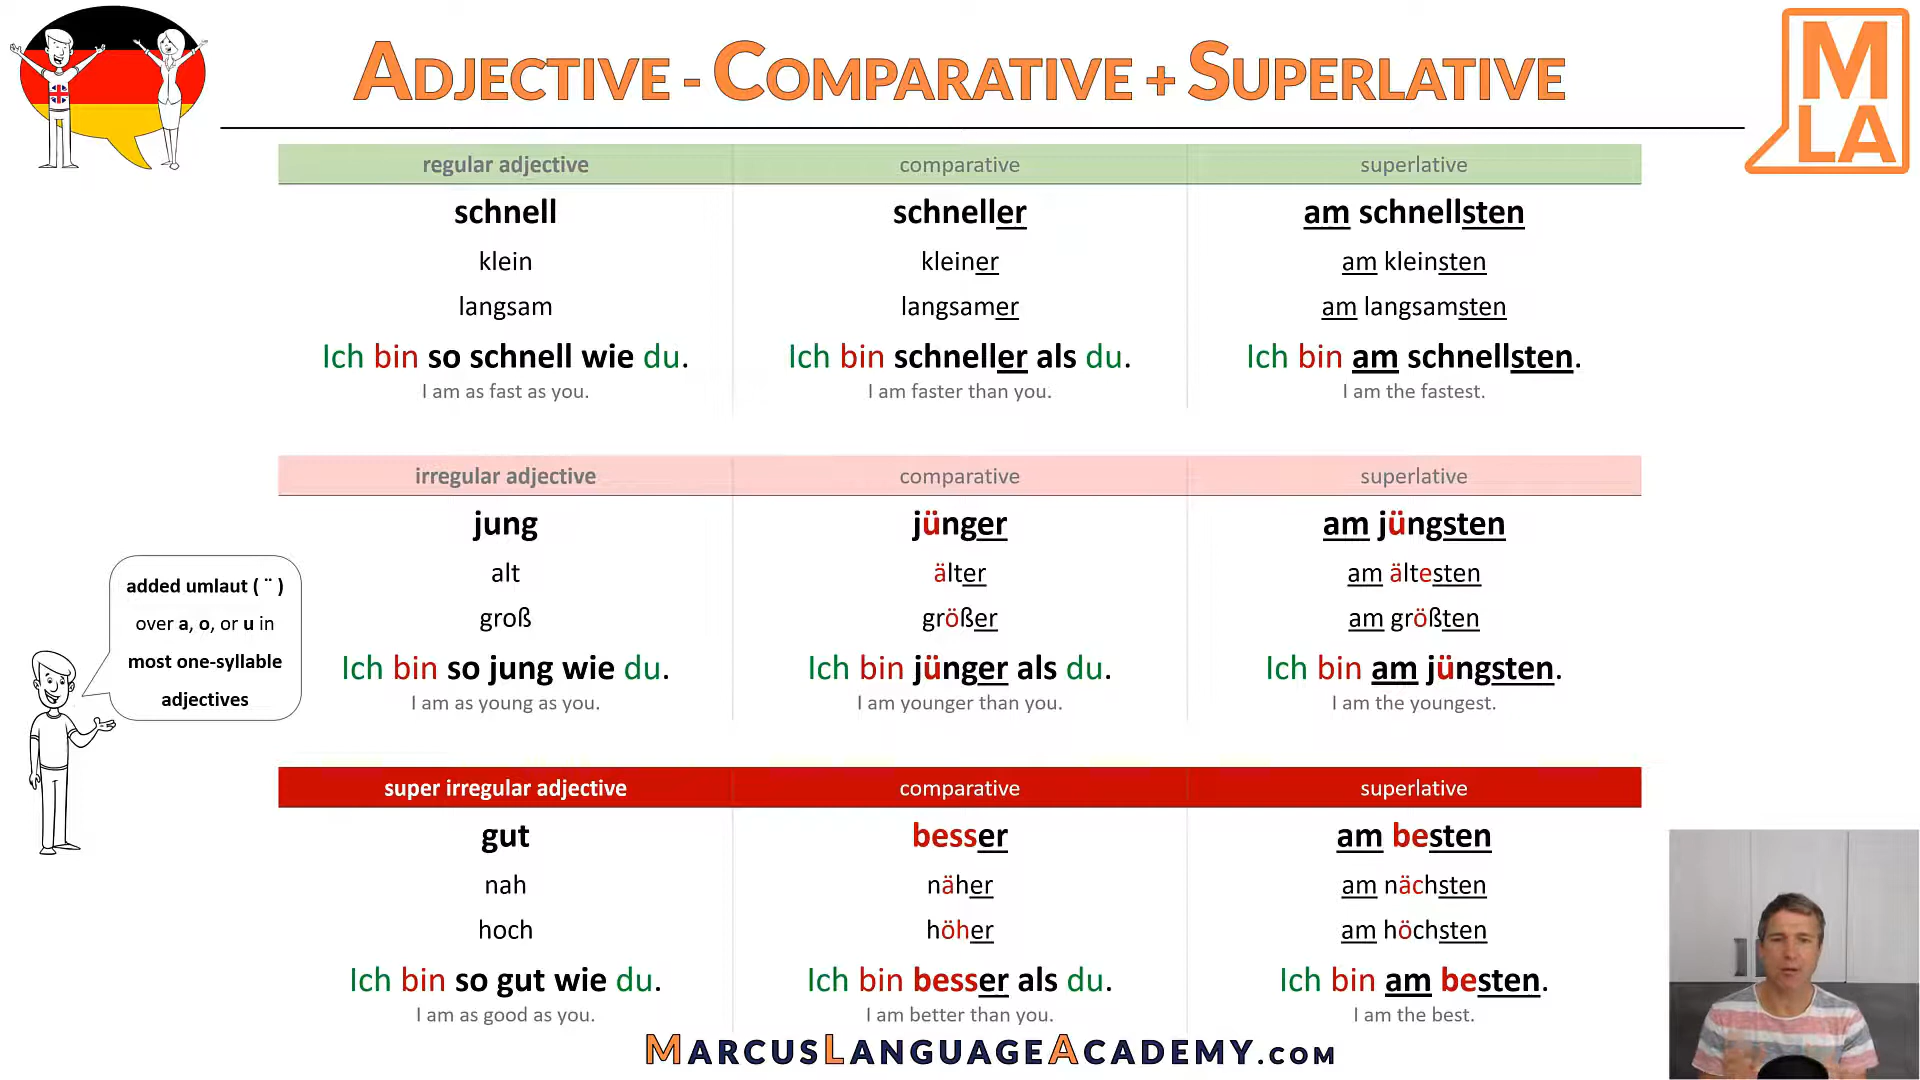 ADJECTIVE - COMPARATIVE + SUPERLATIVE
M
LA
regular adjective comparative superlative
schnell schneller am schnellsten
klein kleiner am kleinsten
langsam langsamer am langsamsten
Ich bin so schnell wie du. Ich bin schneller als du. Ich bin am schnellsten.
I am as fast as you. I am faster than you. I am the fastest.
irregular adjective comparative superlative
jung jünger am jüngsten
alt älter am ältesten
groß größer am größten
Ich bin so jung wie du. Ich bin jünger als du. Ich bin am jüngsten.
I am as young as you. I am younger than you. I am the youngest.
added umlaut ( ¨ )
over a, o, or u in
most one-syllable
adjectives
super irregular adjective comparative superlative
gut besser am besten
nah näher am nächsten
hoch höher am höchsten
Ich bin so gut wie du. Ich bin besser als du. Ich bin am besten.
I am as good as you. I am better than you. I am the best.
MARCUSLANGUAGEACADEMY.COM